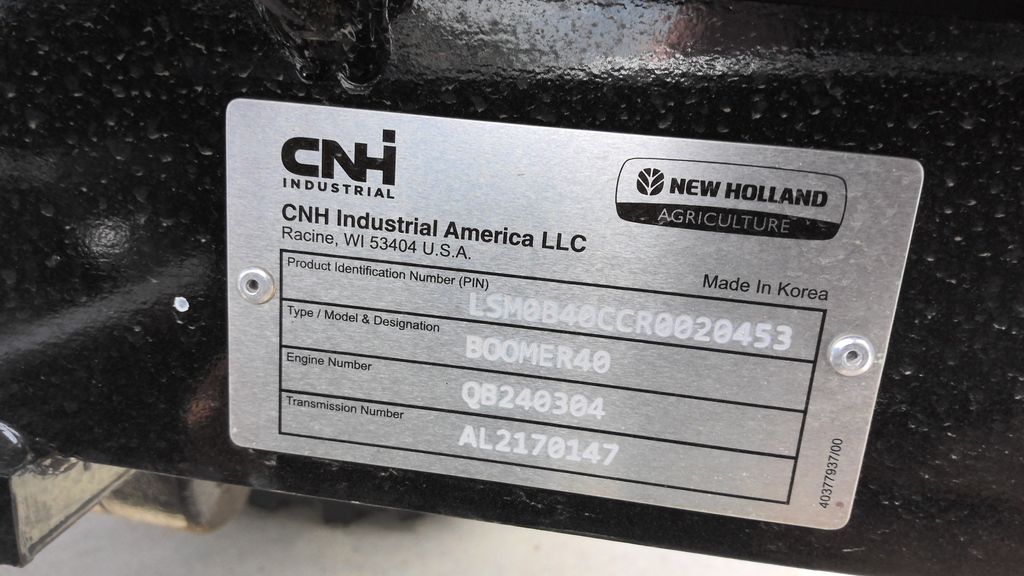 CNH
INDUSTRIAL
NEW HOLLAND
AGRICULTURE
CNH Industrial America LLC
Racine, WI 53404 U.S.A.
Made In Korea
Product Identification Number (PIN)
LSM0B40CCR0020453
Type / Model & Designation
BOOMER40
Engine Number
QB240304
Transmission Number
AL2170147
40377937/00